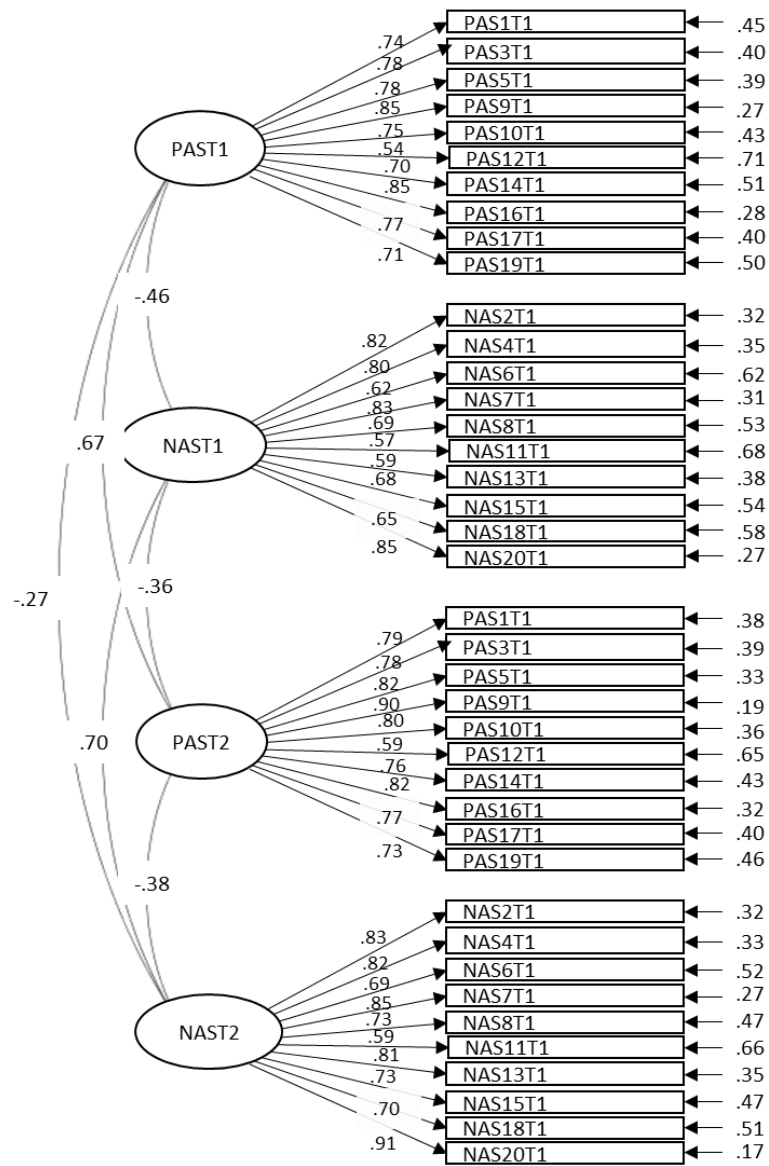 PAS1T1 .45
.74
PAS3T1 .40
.78
PAS5T1 .39
.78
PAS9T1 .27
.85
PAS10T1 .43
.75
PAST1
.54
PAS12T1 .71
.70
PAS14T1 .51
.85
PAS16T1 .28
.77
PAS17T1 .40
.71
PAS19T1 .50
-.46
NAS2T1 .32
.82
NAS4T1 .35
.80
NAS6T1 .62
.62
NAS7T1 .31
.83
.69
NAS8T1 .53
.67
NAST1
.57
NAS11T1 .68
.59
NAS13T1 .38
.68
NAS15T1 .54
.65
NAS18T1 .58
.85
NAS20T1 .27
-.27
-.36
PAS1T1 .38
.79
PAS3T1 .39
.78
PAS5T1 .33
.82
PAS9T1 .19
.90
.80
PAS10T1 .36
.70
PAST2
.59
PAS12T1 .65
.76
PAS14T1 .43
.82
PAS16T1 .32
.77
PAS17T1 .40
.73
PAS19T1 .46
-.38
NAS2T1 .32
.83
NAS4T1 .33
.82
NAS6T1 .52
.69
NAS7T1 .27
.85
.73
NAS8T1 .47
NAST2
.59
NAS11T1 .66
.81
NAS13T1 .35
.73
NAS15T1 .47
.70
NAS18T1 .51
.91
NAS20T1 .17